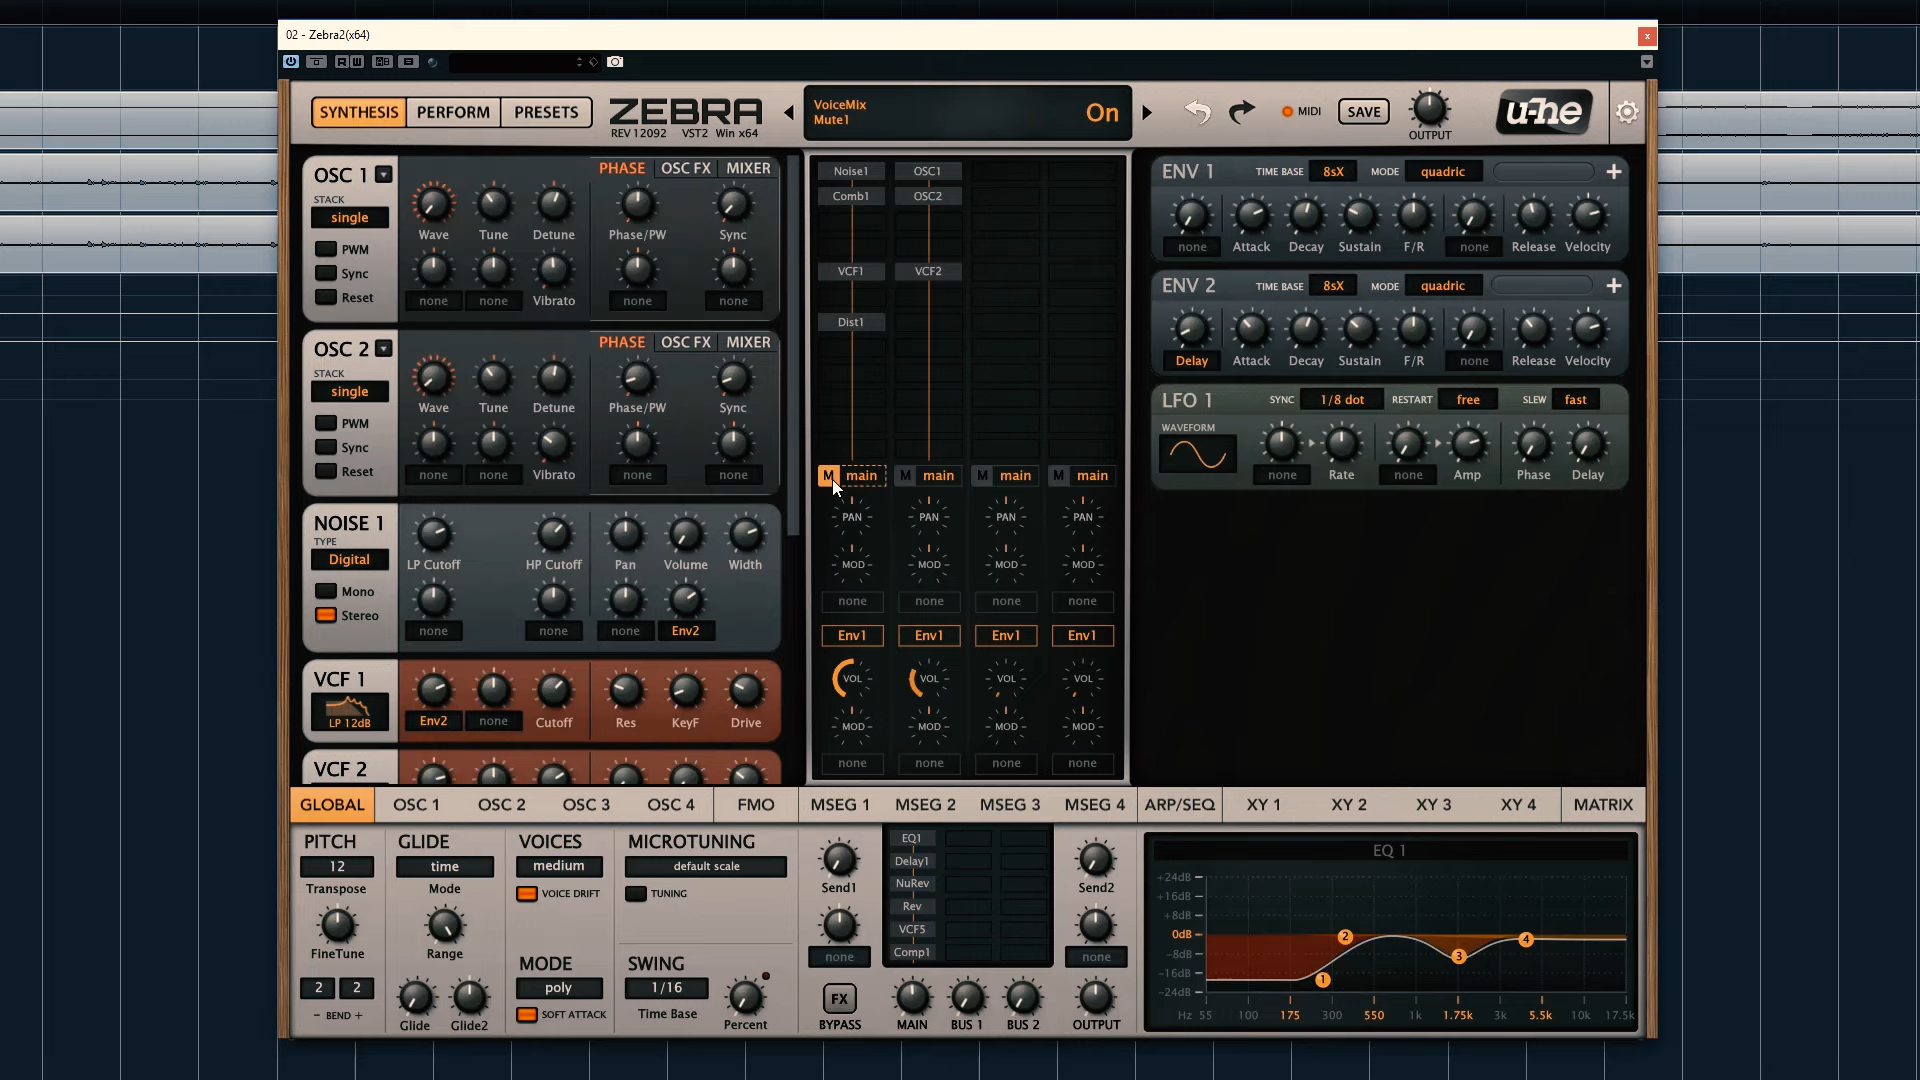 02 - Zebra2(x64)
x
R W AB
SYNTHESIS PERFORM PRESETS
ZEBRA
REV 12092 VST2 Win x64
VoiceMix
Mute1
On
MIDI
SAVE
OUTPUT
u-he
OSC 1
STACK
single
PWM
Sync
Reset
PHASE OSC FX MIXER
Wave Tune Detune Phase/PW Sync
none none Vibrato none none
OSC 2
STACK
single
PWM
Sync
Reset
PHASE OSC FX MIXER
Wave Tune Detune Phase/PW Sync
none none Vibrato none none
NOISE 1
TYPE
Digital
Mono
Stereo
LP Cutoff HP Cutoff Pan Volume Width
none none none Env2
VCF 1
LP 12dB
Env2 none Cutoff Res KeyF Drive
VCF 2
Noise1 OSC1
Comb1 OSC2
VCF1 VCF2
Dist1
M main M main M main M main
PAN PAN PAN PAN
MOD MOD MOD MOD
none none none none
Env1 Env1 Env1 Env1
VOL VOL VOL VOL
MOD MOD MOD MOD
none none none none
ENV 1 TIME BASE 8sX MODE quadric +
none Attack Decay Sustain F/R none Release Velocity
ENV 2 TIME BASE 8sX MODE quadric +
Delay Attack Decay Sustain F/R none Release Velocity
LFO 1 SYNC 1/8 dot RESTART free SLEW fast
WAVEFORM
none Rate none Amp Phase Delay
GLOBAL OSC 1 OSC 2 OSC 3 OSC 4 FMO MSEG 1 MSEG 2 MSEG 3 MSEG 4 ARP/SEQ XY 1 XY 2 XY 3 XY 4 MATRIX
PITCH
12
Transpose
FineTune
2 2
- BEND +
GLIDE
time
Mode
Range
Glide Glide2
VOICES
medium
VOICE DRIFT
MODE
poly
SOFT ATTACK
MICROTUNING
default scale
TUNING
SWING
1/16
Time Base
Percent
Send1
none
FX
BYPASS
EQ1
Delay1
NuRev
Rev
VCF5
Comp1
MAIN BUS 1 BUS 2
Send2
none
OUTPUT
EQ 1
+24dB
+16dB
+8dB
0dB
-8dB
-16dB
-24dB
1 2 3 4
Hz 55 100 175 300 550 1k 1.75k 3k 5.5k 10k 17.5k